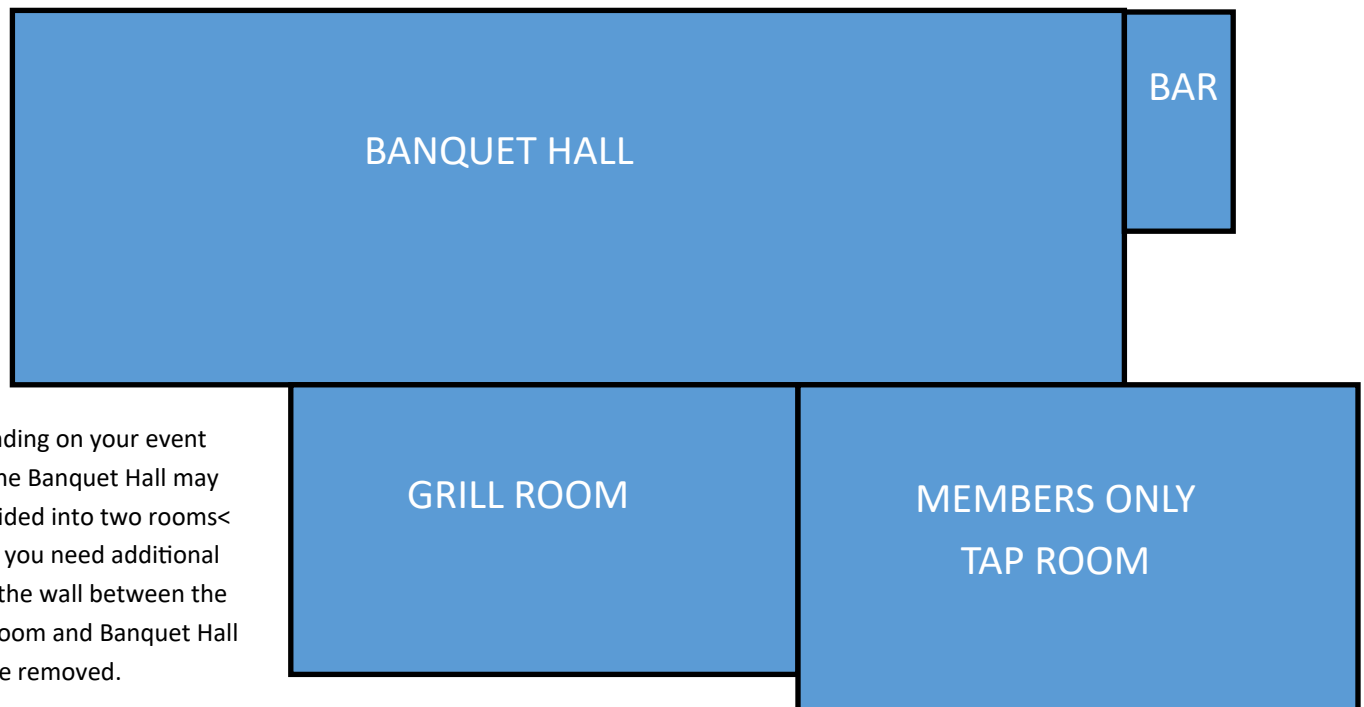 BAR
BANQUET HALL
GRILL ROOM
MEMBERS ONLY
TAP ROOM
nding on your event
he Banquet Hall may
ided into two rooms<
you need additional
the wall between the
oom and Banquet Hall
e removed.